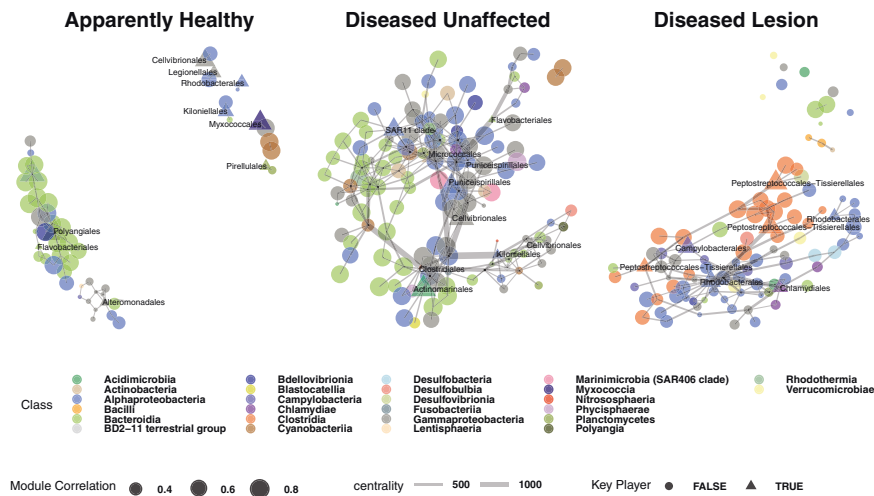 Apparently Healthy
Diseased Unaffected
Diseased Lesion
Cellvibrionales
Legionellales
Rhodobacterales
Kiloniellales
Myxococcales
Pirellulales
Polyangiales
Flavobacteriales
Alteromonadales
Flavobacteriales
SAR11 clade
Micrococcales
Puniceispirillales
Puniceispirillales
Cellvibrionales
Cellvibrionales
Kiloniellales
Clostridiales
Actinomarinales
Peptostreptococcales−Tissierellales
Rhodobacterales
Peptostreptococcales−Tissierellales
Campylobacterales
Peptostreptococcales−Tissierellales
Rhodobacterales
Chlamydiales
Class
Acidimicrobiia
Actinobacteria
Alphaproteobacteria
Bacilli
Bacteroidia
BD2−11 terrestrial group
Bdellovibrionia
Blastocatellia
Campylobacteria
Chlamydiae
Clostridia
Cyanobacteriia
Desulfobacteria
Desulfobulbia
Desulfovibrionia
Fusobacteriia
Gammaproteobacteria
Lentisphaeria
Marinimicrobia (SAR406 clade)
Myxococcia
Nitrososphaeria
Phycisphaerae
Planctomycetes
Polyangia
Rhodothermia
Verrucomicrobiae
Module Correlation 0.4 0.6 0.8
centrality 500 1000
Key Player FALSE TRUE